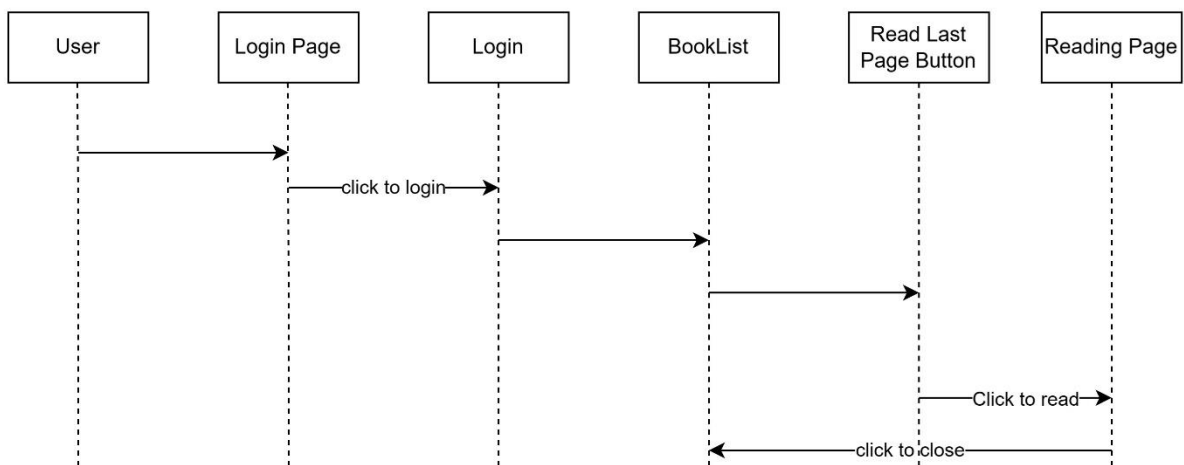 User
Login Page
Login
BookList
Read Last
Page Button
Reading Page
click to login
Click to read
click to close